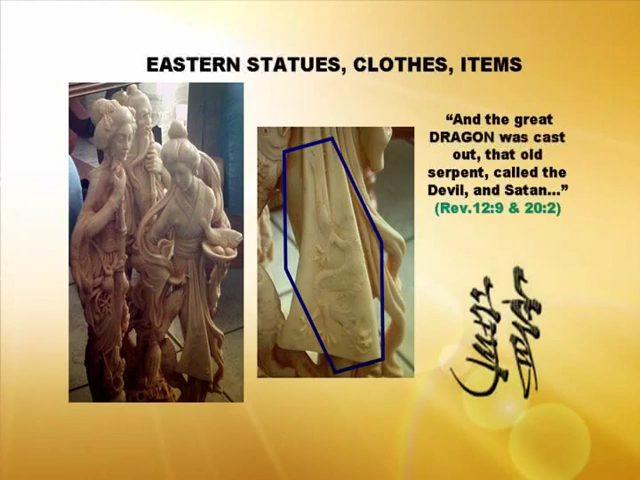 EASTERN STATUES, CLOTHES, ITEMS
“And the great
DRAGON was cast
out, that old
serpent, called the
Devil, and Satan...”
(Rev.12:9 & 20:2)